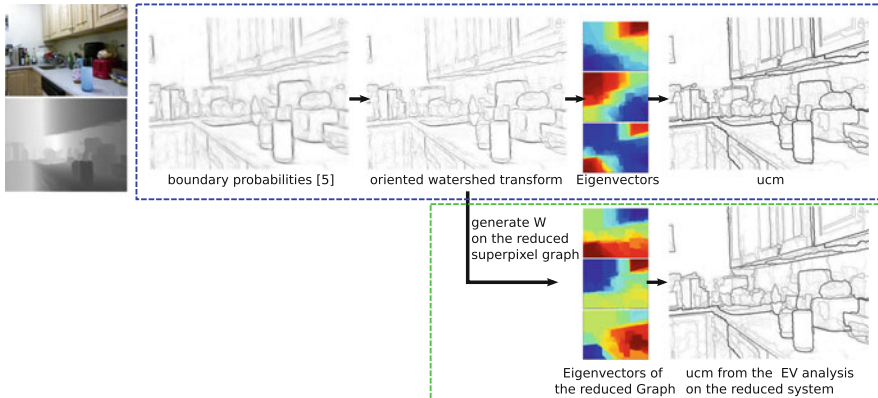 boundary probabilities [5]
oriented watershed transform
Eigenvectors
ucm
generate W
on the reduced
superpixel graph
Eigenvectors of
the reduced Graph
ucm from the EV analysis
on the reduced system